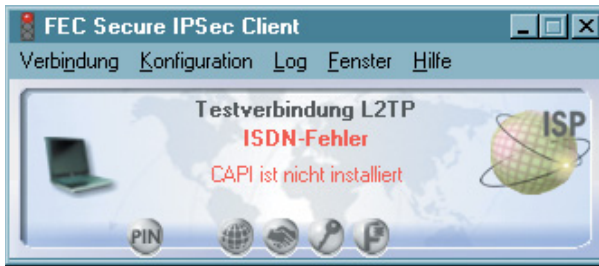 FEC Secure IPSec Client
Verbindung Konfiguration Log Fenster Hilfe
Testverbindung L2TP
ISDN-Fehler
CAPI ist nicht installiert
ISP
PIN